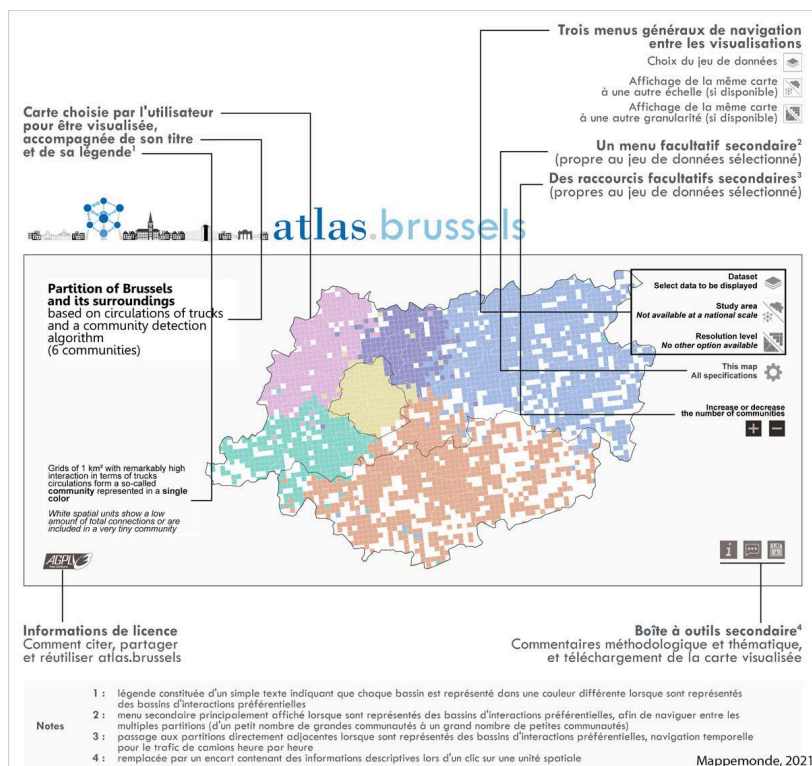 Trois menus généraux de navigation
entre les visualisations
Choix du jeu de données
Affichage de la même carte
à une autre échelle (si disponible)
Affichage de la même carte
à une autre granularité (si disponible)
Carte choisie par l'utilisateur
pour être visualisée,
accompagnée de son titre
et de sa légende¹
Un menu facultatif secondaire²
(propre au jeu de données sélectionné)
Des raccourcis facultatifs secondaires³
(propres au jeu de données sélectionné)
atlas.brussels
Partition of Brussels
and its surroundings
based on circulations of trucks
and a community detection
algorithm
(6 communities)
Dataset
Select data to be displayed
Study area
Not available at a national scale
Resolution level
No other option available
This map
All specifications
Increase or decrease
the number of communities
+ −
Grids of 1 km² with remarkably high
interaction in terms of trucks
circulations form a so-called
community represented in a single
color
White spatial units show a low
amount of total connections or are
included in a very tiny community
AGPLv3
Informations de licence
Comment citer, partager
et réutiliser atlas.brussels
Boîte à outils secondaire⁴
Commentaires méthodologique et thématique,
et téléchargement de la carte visualisée
Notes
1 : légende constituée d'un simple texte indiquant que chaque bassin est représenté dans une couleur différente lorsque sont représentés
des bassins d'interactions préférentielles
2 : menu secondaire principalement affiché lorsque sont représentés des bassins d'interactions préférentielles, afin de naviguer entre les
multiples partitions (d'un petit nombre de grandes communautés à un grand nombre de petites communautés)
3 : passage aux partitions directement adjacentes lorsque sont représentés des bassins d'interactions préférentielles, navigation temporelle
pour le trafic de camions heure par heure
4 : remplacée par un encart contenant des informations descriptives lors d'un clic sur une unité spatiale
Mappemonde, 2021